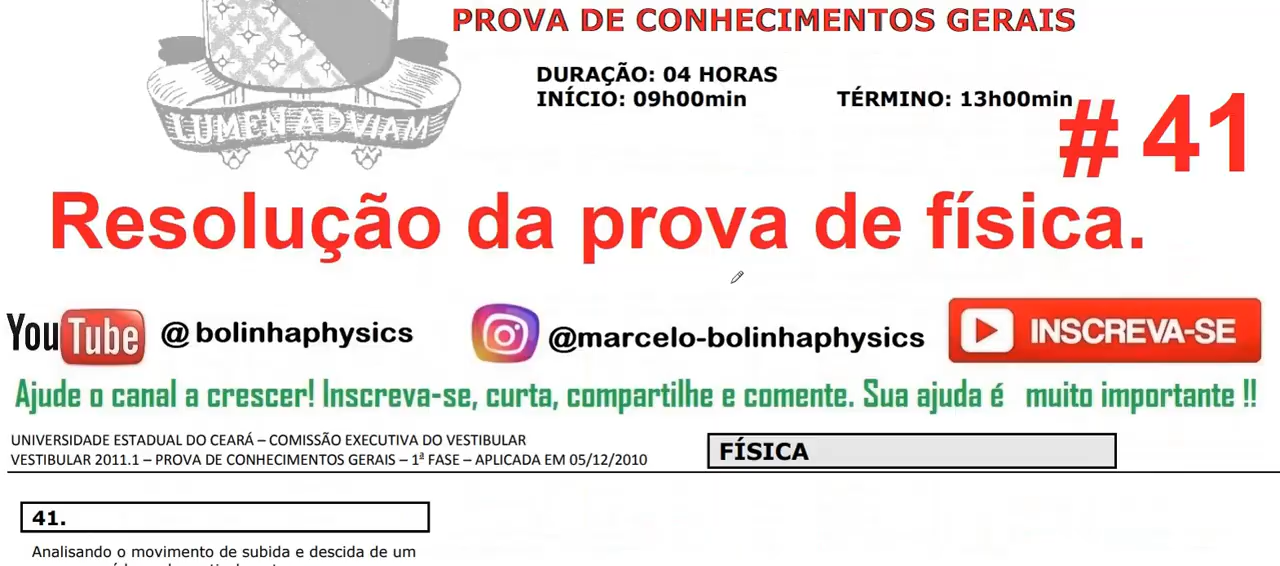 PROVA DE CONHECIMENTOS GERAIS
DURAÇÃO: 04 HORAS
INÍCIO: 09h00min TÉRMINO: 13h00min
# 41
LUMEN AD VIAM
Resolução da prova de física.
YouTube @bolinhaphysics @marcelo-bolinhaphysics INSCREVA-SE
Ajude o canal a crescer! Inscreva-se, curta, compartilhe e comente. Sua ajuda é muito importante !!
UNIVERSIDADE ESTADUAL DO CEARÁ – COMISSÃO EXECUTIVA DO VESTIBULAR
VESTIBULAR 2011.1 – PROVA DE CONHECIMENTOS GERAIS – 1ª FASE – APLICADA EM 05/12/2010
FÍSICA
41.
Analisando o movimento de subida e descida de um